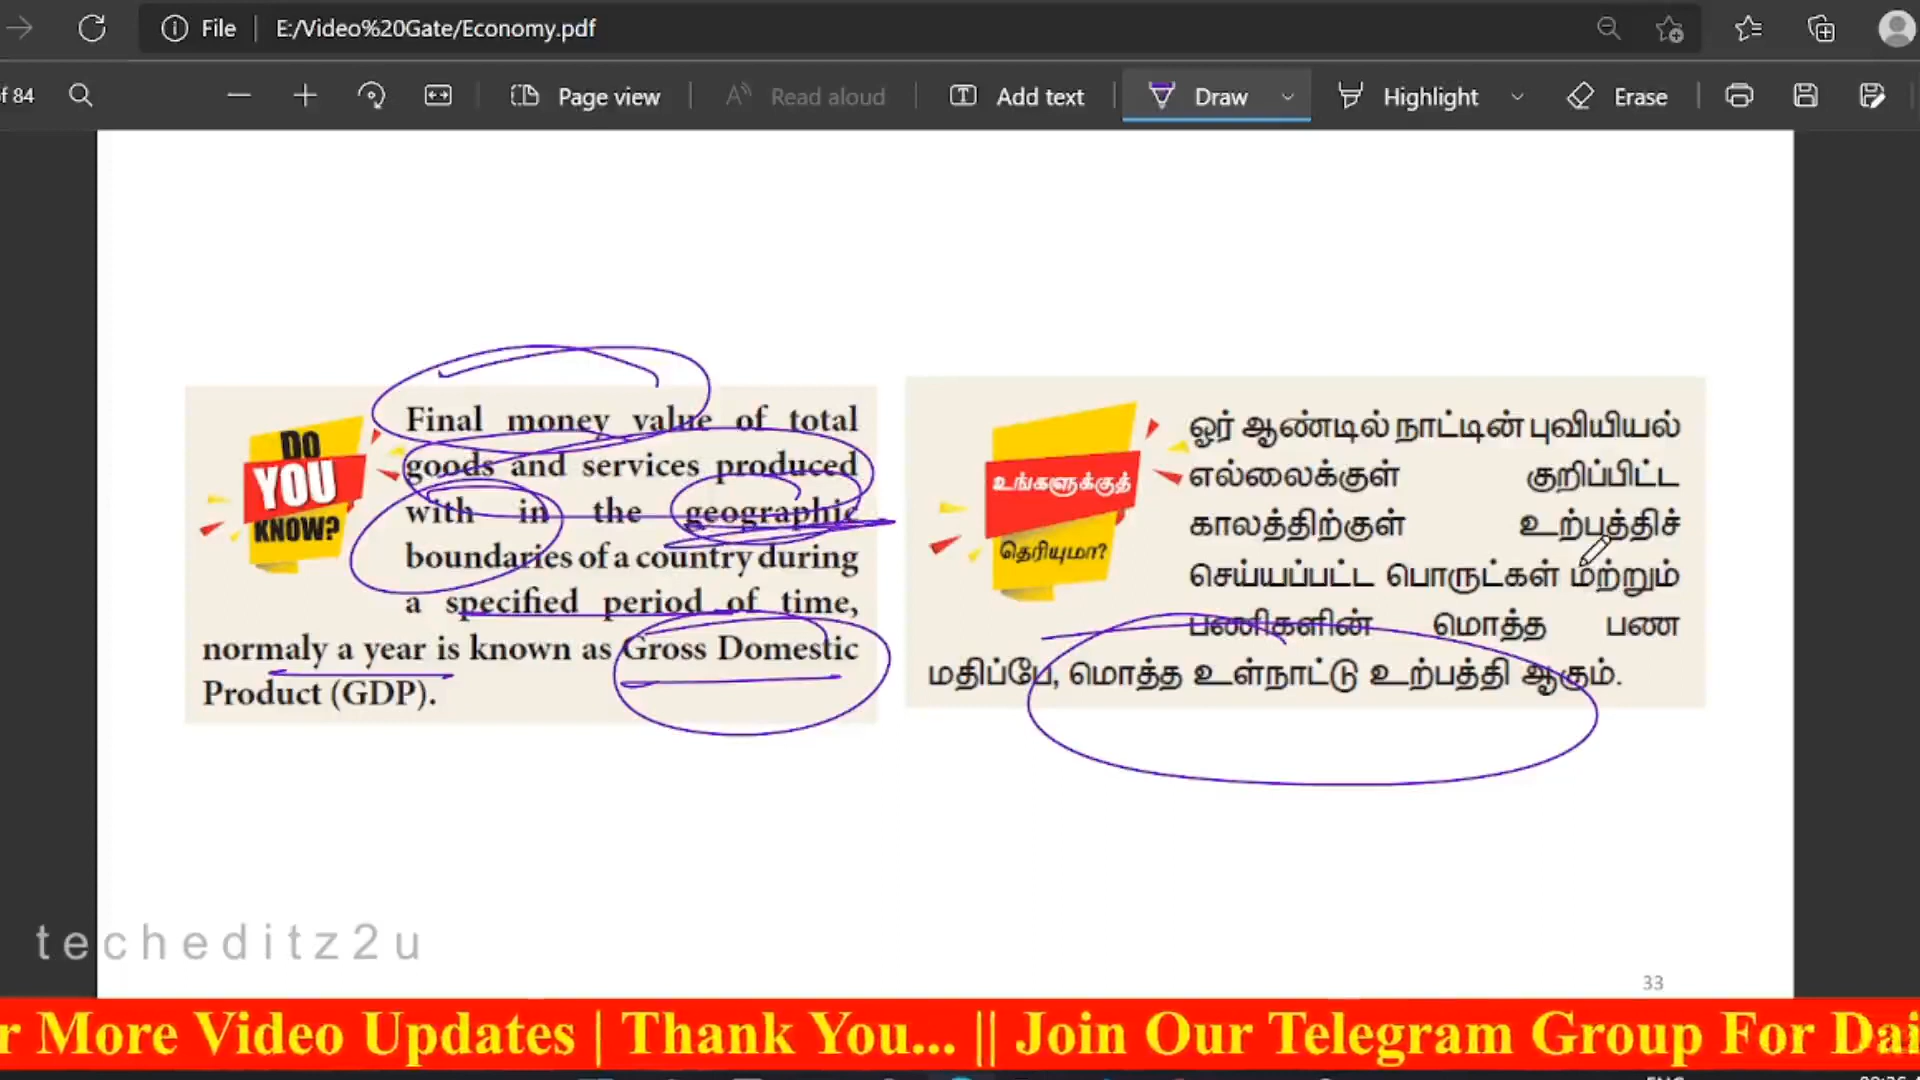 File E:/Video%20Gate/Economy.pdf
of 84 Page view Read aloud Add text Draw Highlight Erase
DO
YOU
KNOW?
Final money value of total
goods and services produced
with in the geographic
boundaries of a country during
a specified period of time,
normaly a year is known as Gross Domestic
Product (GDP).
உங்களுக்குத்
தெரியுமா?
ஓர் ஆண்டில் நாட்டின் புவியியல்
எல்லைக்குள் குறிப்பிட்ட
காலத்திற்குள் உற்பத்திச்
செய்யப்பட்ட பொருட்கள் மற்றும்
பணிகளின் மொத்த பண
மதிப்பே, மொத்த உள்நாட்டு உற்பத்தி ஆகும்.
techeditz2u
33
r More Video Updates | Thank You... || Join Our Telegram Group For Dai